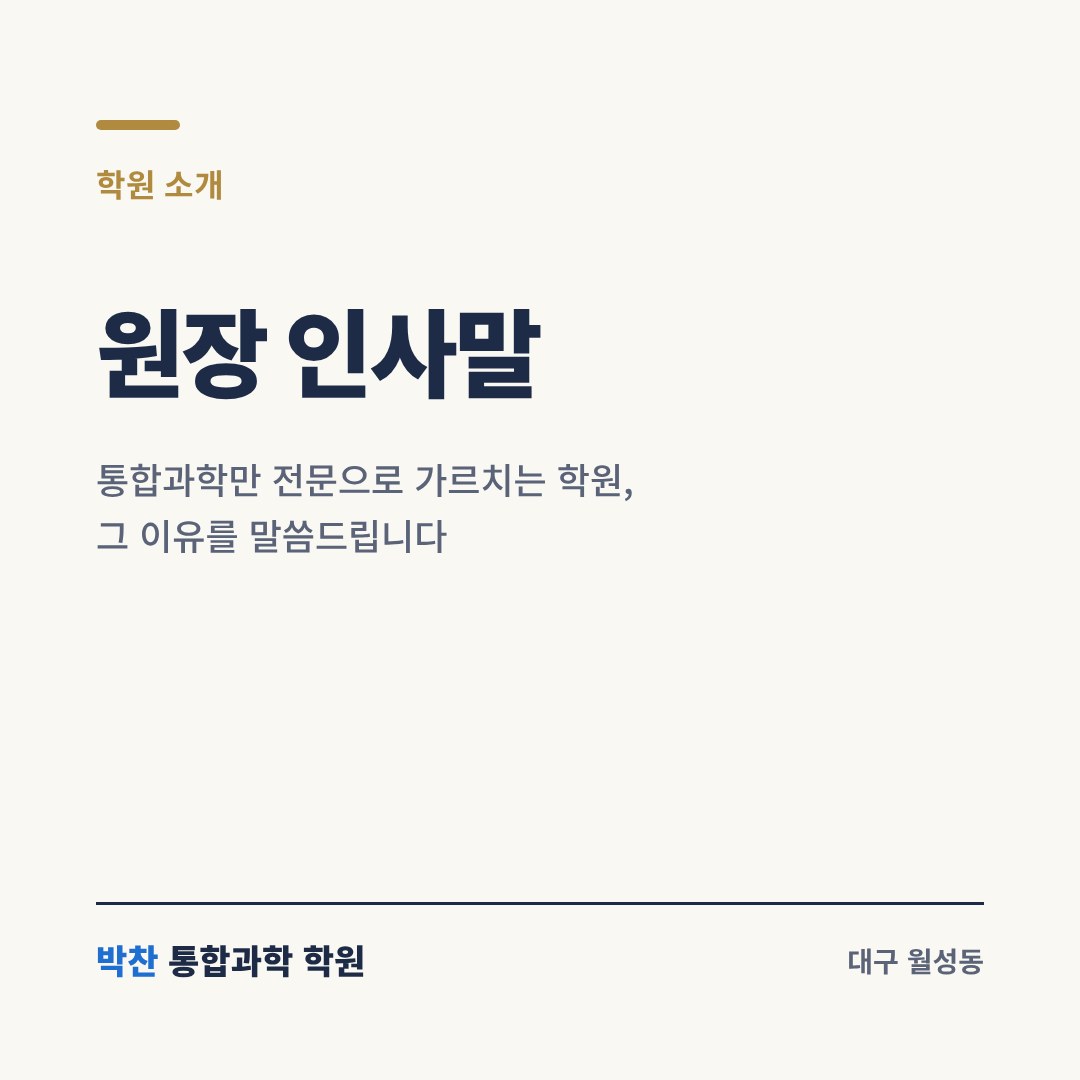 학원 소개
원장 인사말
통합과학만 전문으로 가르치는 학원,
그 이유를 말씀드립니다
박찬 통합과학 학원
대구 월성동